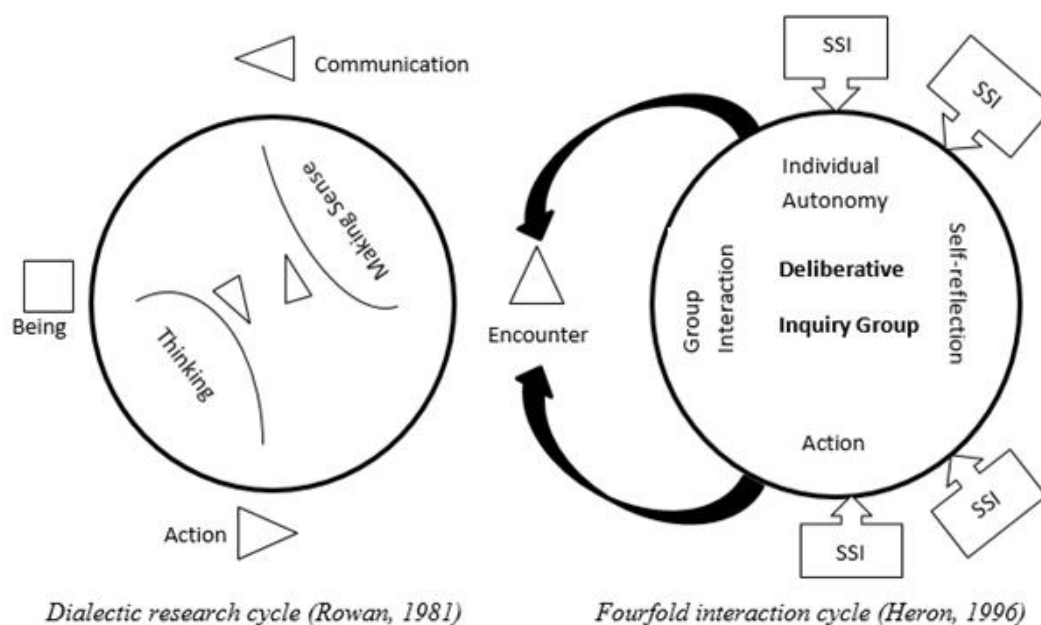 Communication
Making Sense
Being
Thinking
Action
Encounter
SSI
SSI
Individual
Autonomy
Self-reflection
Group
Interaction
Deliberative
Inquiry Group
Action
SSI
SSI
Dialectic research cycle (Rowan, 1981)
Fourfold interaction cycle (Heron, 1996)